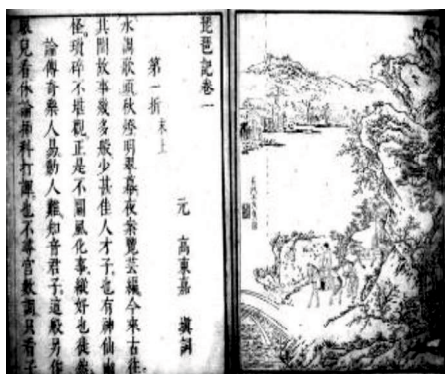 琵琶記卷一
元 高東嘉 塡詞
第一折 末上
水調歌頭秋燈明翠幕夜案覽芸編今來古往
其間故事幾多般少甚佳人才子也有神仙幽
怪瑣碎不堪觀正是不關風化事縱好也徒然
論傳奇樂人易動人難知音君子這般另作
眼兒看休論插科打諢也不尋宮數調只看子